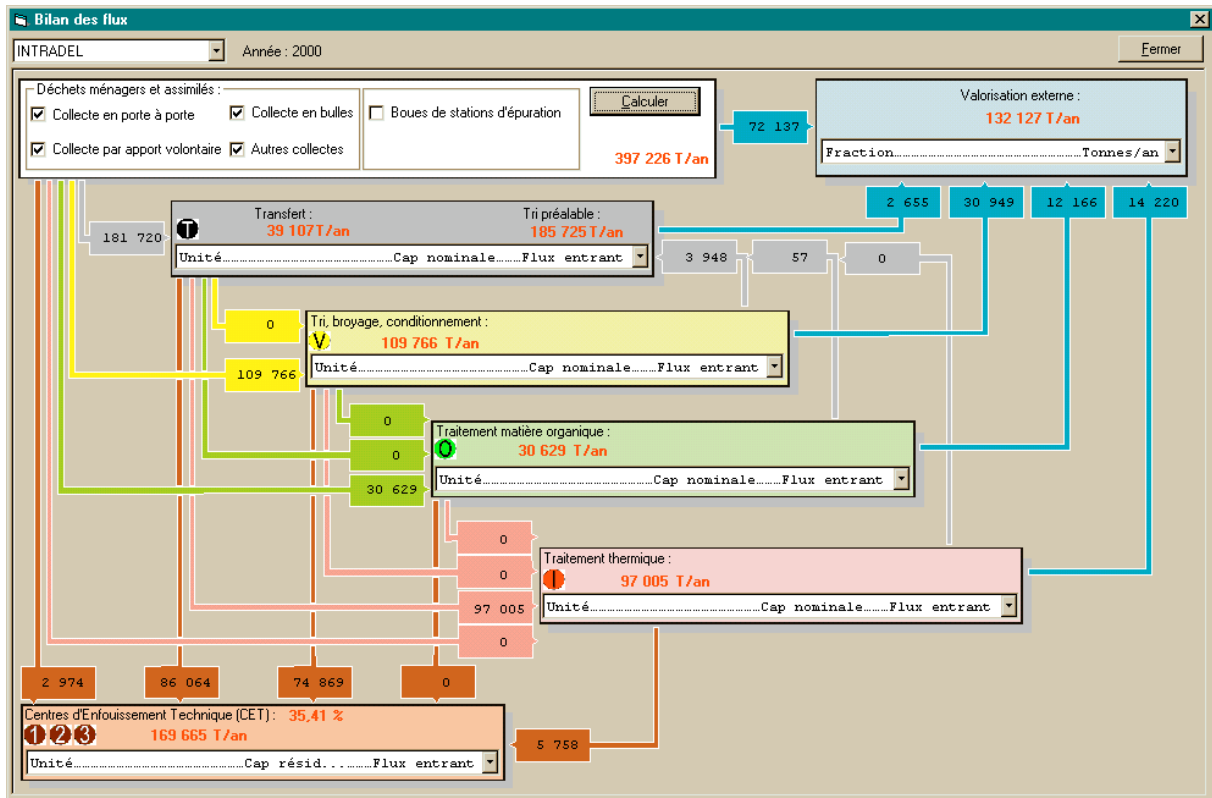 Bilan des flux
INTRADEL Année : 2000 Fermer
Déchets ménagers et assimilés :
Collecte en porte à porte Collecte en bulles Boues de stations d'épuration Calculer
Collecte par apport volontaire Autres collectes
397 226 T/an
72 137
Valorisation externe :
132 127 T/an
Fraction...Tonnes/an
2 655 30 949 12 166 14 220
181 720
T
Transfert : Tri préalable :
39 107 T/an 185 725 T/an
Unité...Cap nominale...Flux entrant
3 948 57 0
0
109 766
Tri, broyage, conditionnement :
V 109 766 T/an
Unité...Cap nominale...Flux entrant
0
0
30 629
Traitement matière organique :
O 30 629 T/an
Unité...Cap nominale...Flux entrant
0
0
97 005
0
Traitement thermique :
I 97 005 T/an
Unité...Cap nominale...Flux entrant
2 974 86 064 74 869 0
Centres d'Enfouissement Technique (CET) : 35,41 %
1 2 3 169 665 T/an
Unité...Cap résid...Flux entrant
5 758